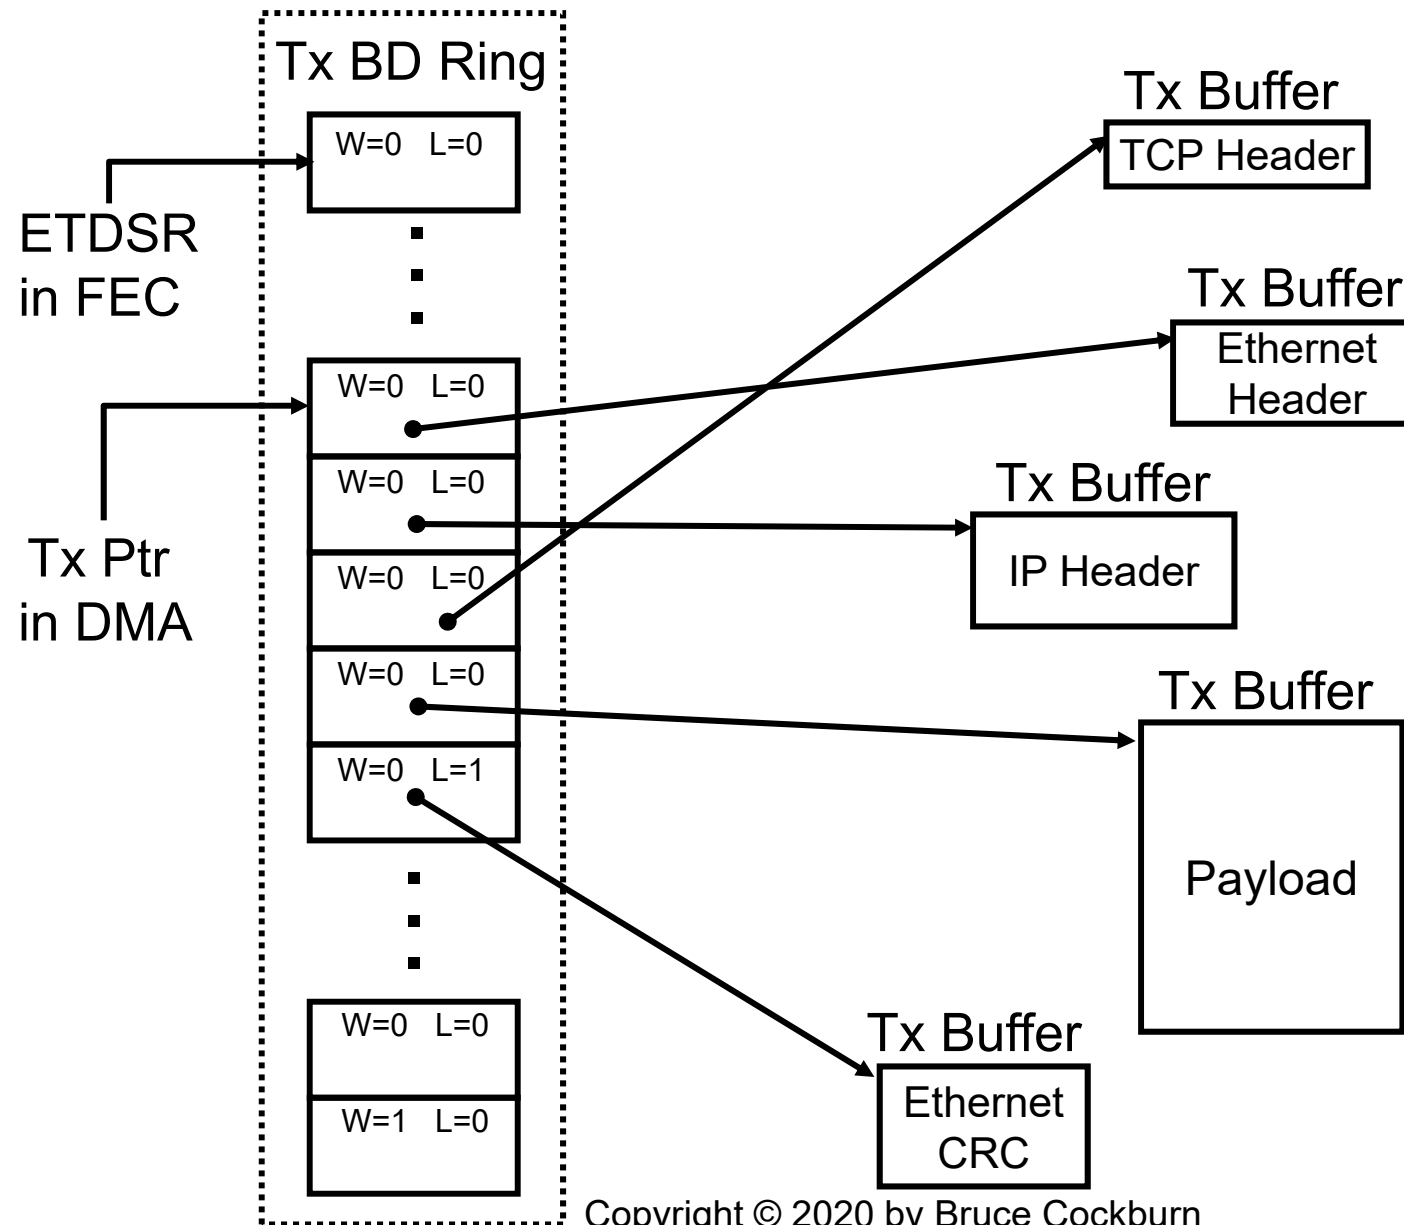 Tx BD Ring
W=0 L=0
ETDSR
in FEC
W=0 L=0
W=0 L=0
Tx Ptr
in DMA
W=0 L=0
W=0 L=0
W=0 L=1
W=0 L=0
W=1 L=0
Tx Buffer
TCP Header
Tx Buffer
Ethernet
Header
Tx Buffer
IP Header
Tx Buffer
Payload
Tx Buffer
Ethernet
CRC
Copyright © 2020 by Bruce Cockburn